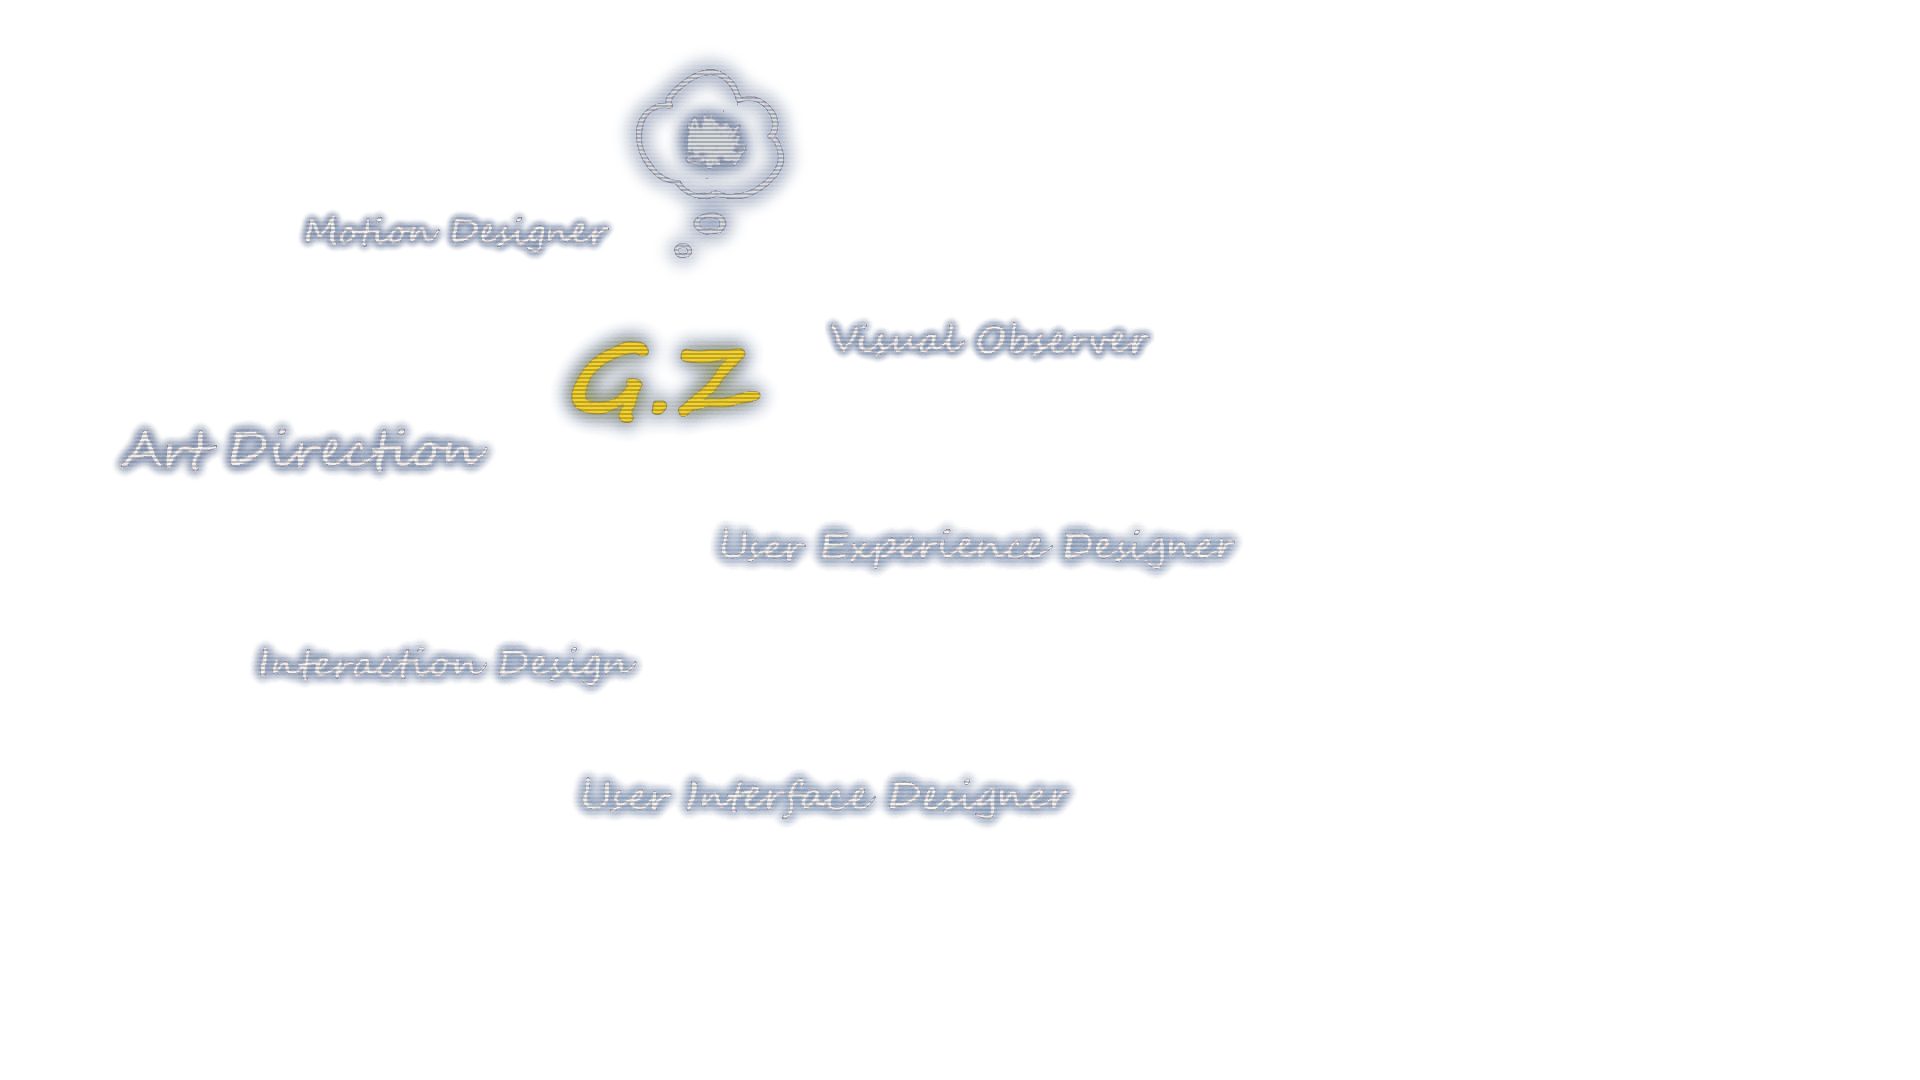 Motion Designer
Visual Observer
G.Z
Art Direction
User Experience Designer
Interaction Design
User Interface Designer